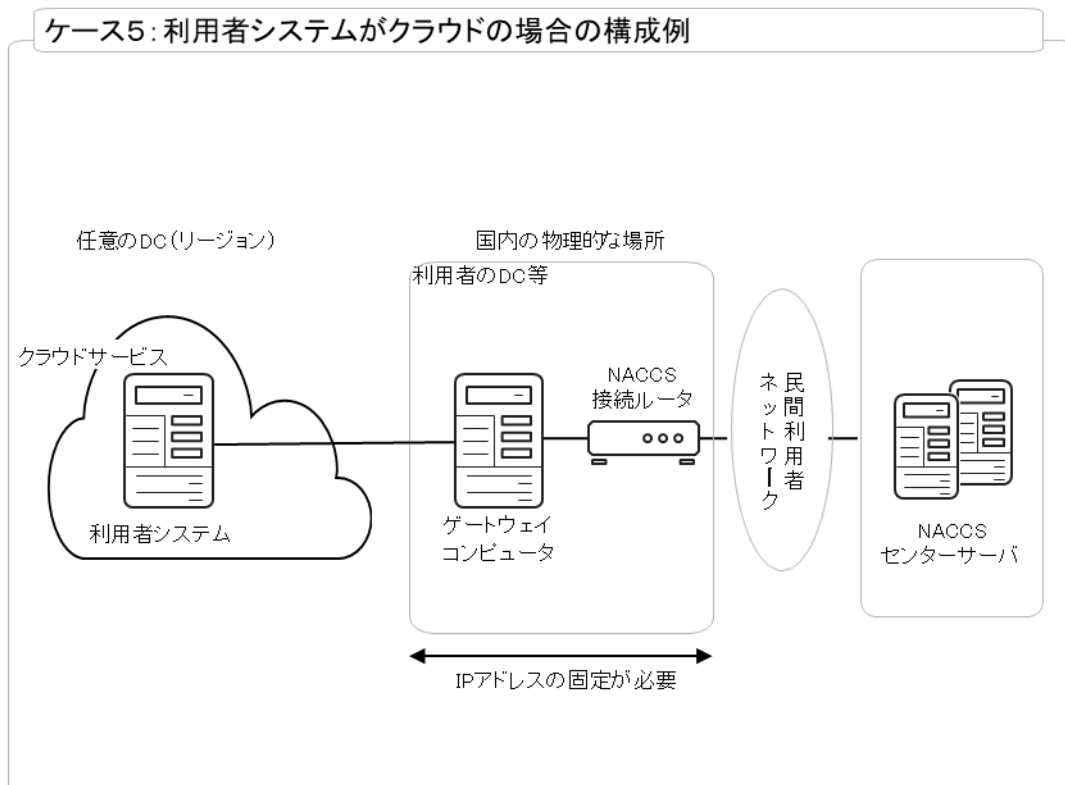 ケース5：利用者システムがクラウドの場合の構成例
任意のDC（リージョン）
国内の物理的な場所
利用者のDC等
クラウドサービス
利用者システム
ゲートウェイ
コンピュータ
NACCS
接続ルータ
民間利用者
ネットワーク
NACCS
センターサーバ
IPアドレスの固定が必要